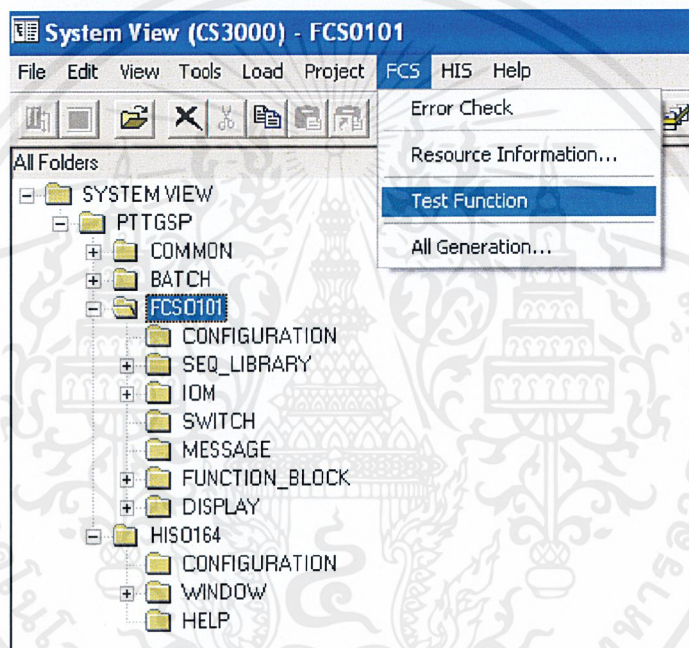 System View (CS3000) - FCS0101
File Edit View Tools Load Project FCS HIS Help
Error Check
Resource Information...
Test Function
All Generation...
All Folders
SYSTEM VIEW
PTTGSP
COMMON
BATCH
FCS0101
CONFIGURATION
SEQ_LIBRARY
IOM
SWITCH
MESSAGE
FUNCTION_BLOCK
DISPLAY
HIS0164
CONFIGURATION
WINDOW
HELP